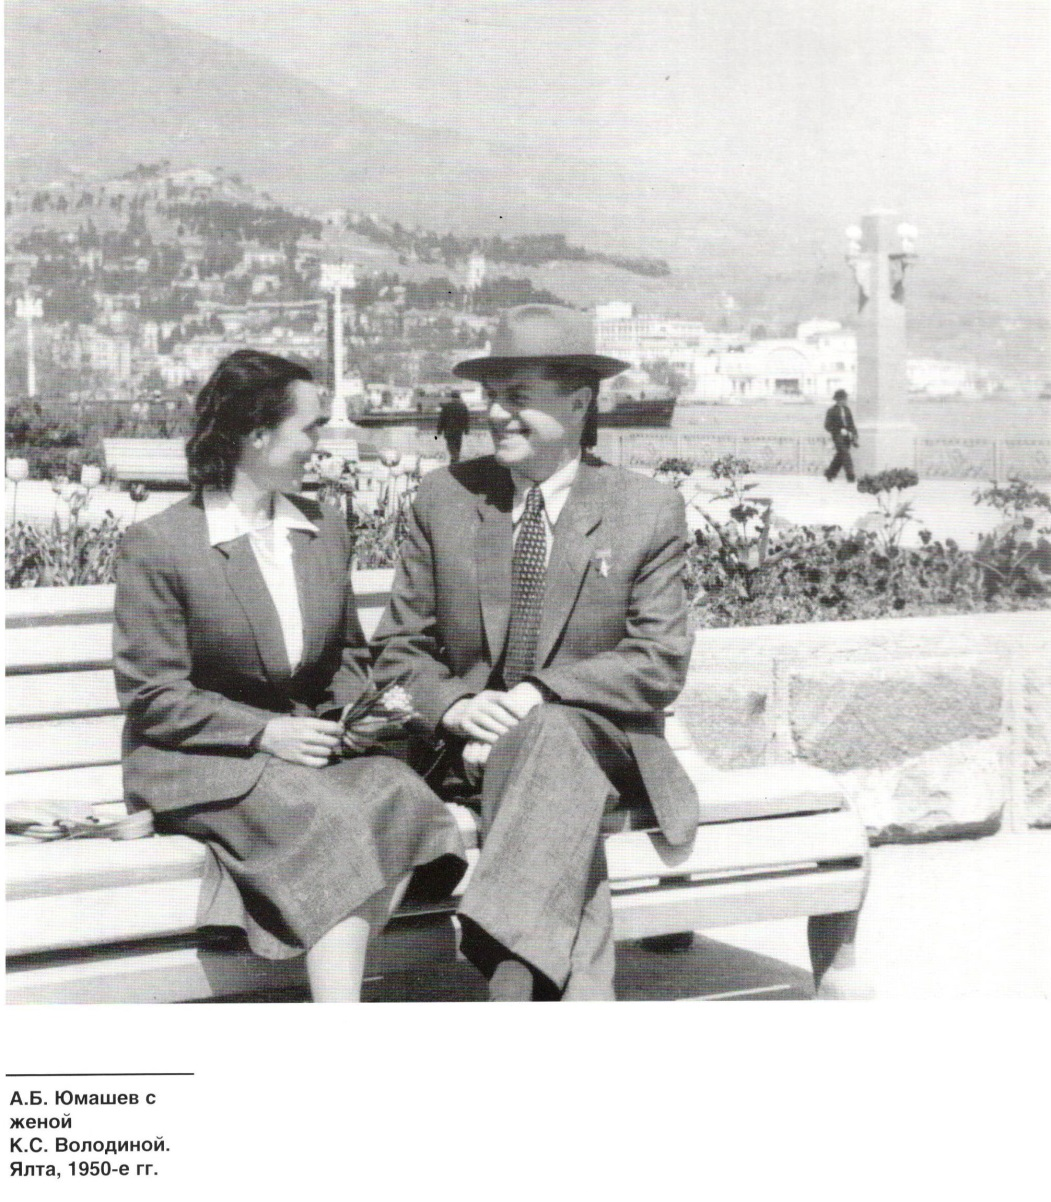 А.Б. Юмашев с
женой
К.С. Володиной.
Ялта, 1950-е гг.